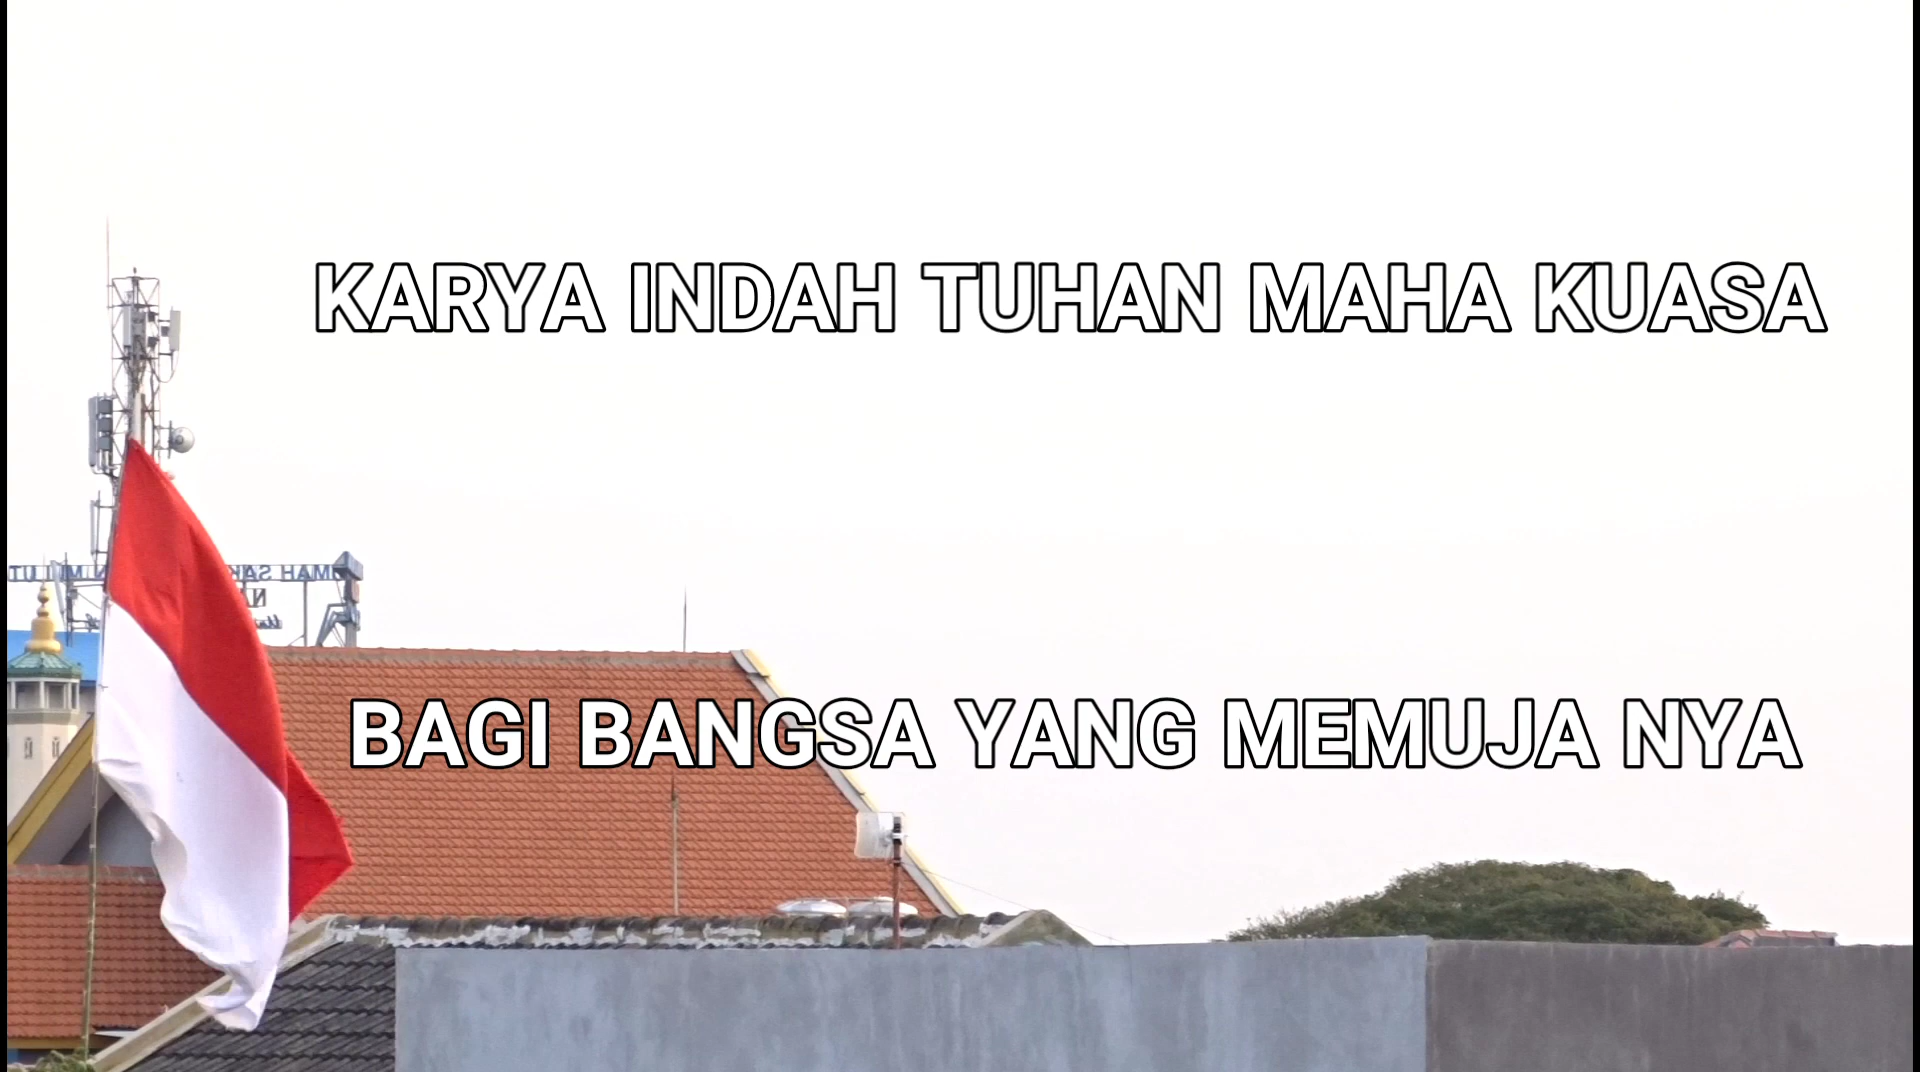 KARYA INDAH TUHAN MAHA KUASA
BAGI BANGSA YANG MEMUJA NYA